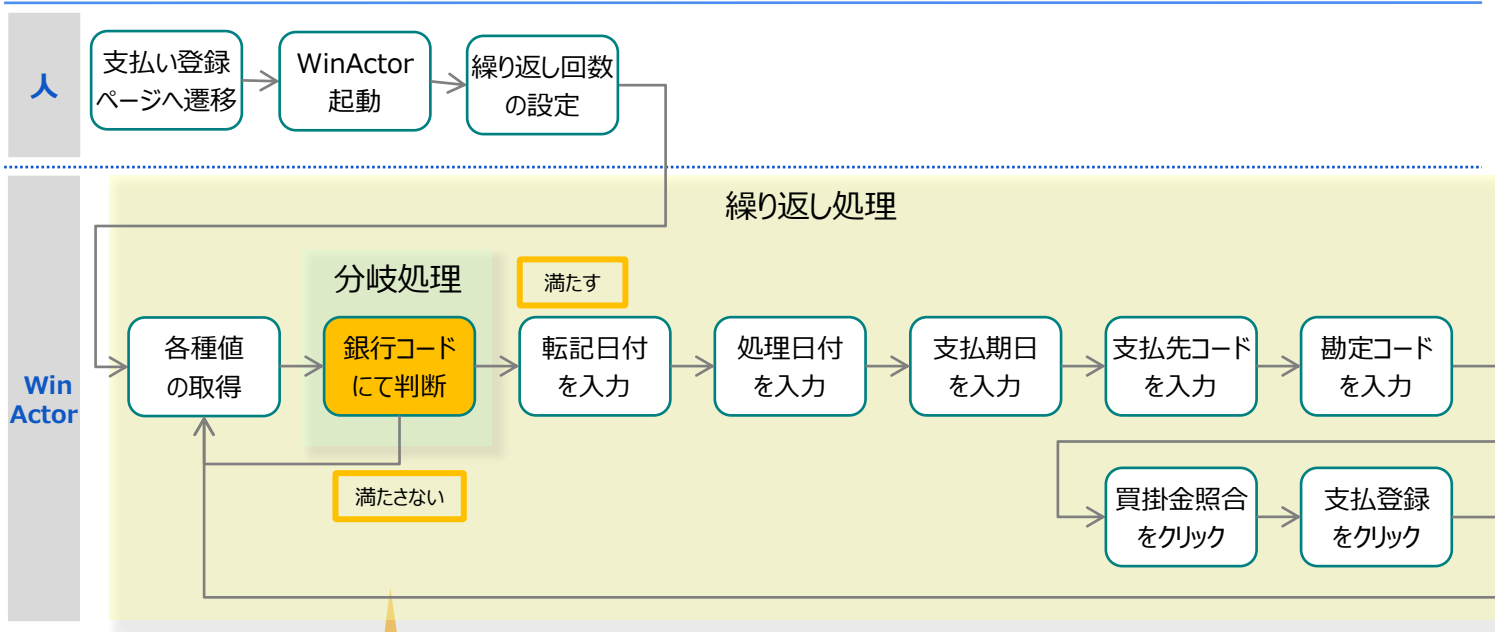 人
支払い登録
ページへ遷移
WinActor
起動
繰り返し回数
の設定
繰り返し処理
分岐処理
満たす
Win
Actor
各種値
の取得
銀行コード
にて判断
転記日付
を入力
処理日付
を入力
支払期日
を入力
支払先コード
を入力
勘定コード
を入力
満たさない
買掛金照合
をクリック
支払登録
をクリック